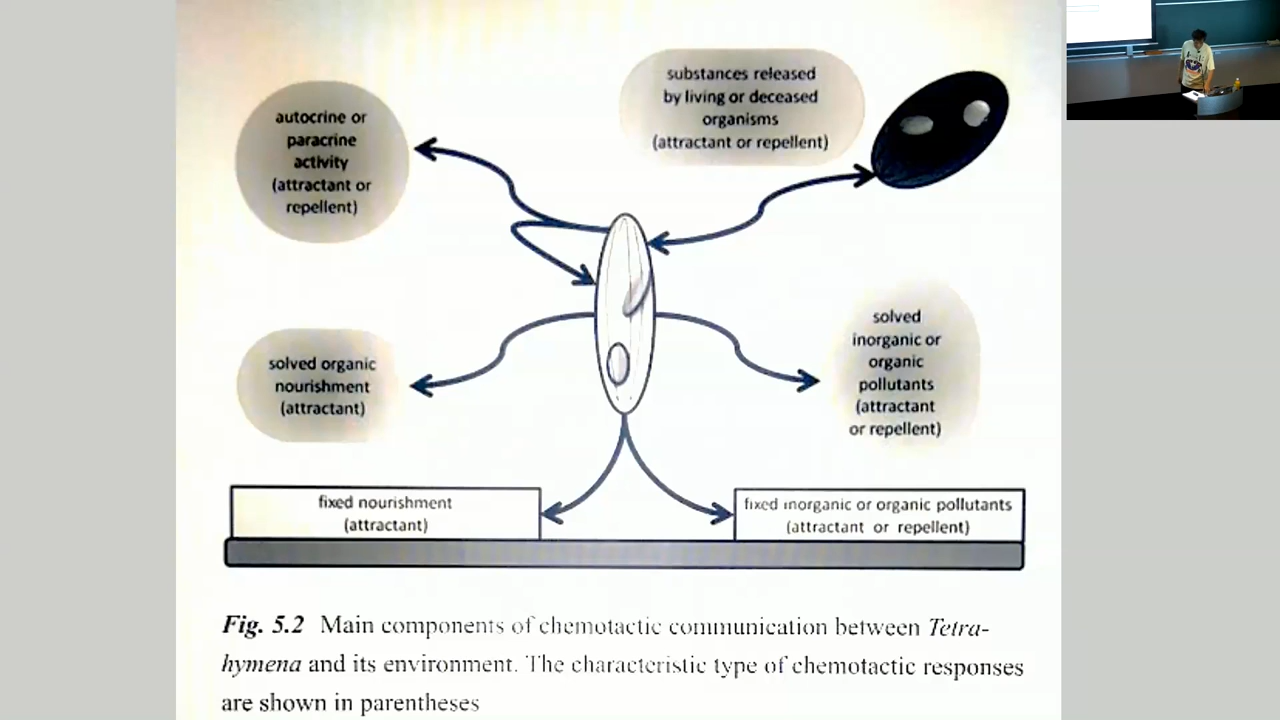 substances released
by living or deceased
organisms
(attractant or repellent)
autocrine or
paracrine
activity
(attractant or
repellent)
solved organic
nourishment
(attractant)
solved
inorganic or
organic
pollutants
(attractant
or repellent)
fixed nourishment
(attractant)
fixed inorganic or organic pollutants
(attractant or repellent)
Fig. 5.2 Main components of chemotactic communication between Tetra-
hymena and its environment. The characteristic type of chemotactic responses
are shown in parentheses